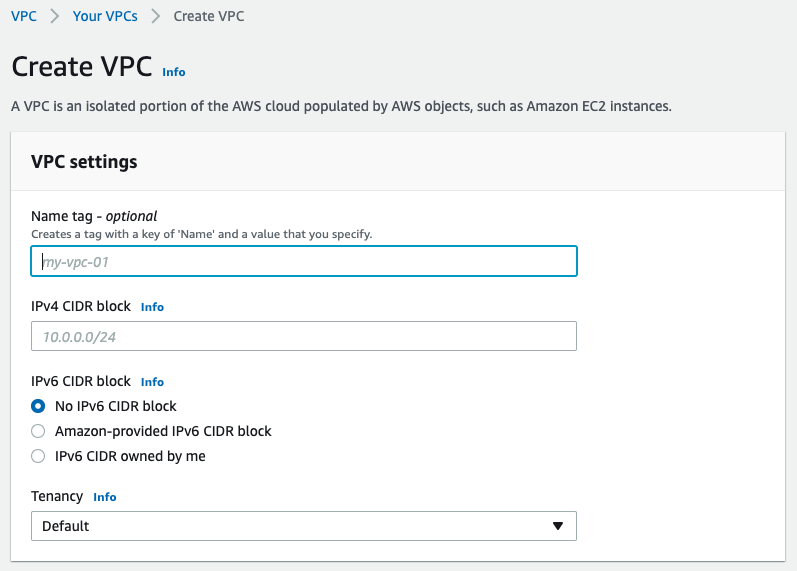 VPC > Your VPCs > Create VPC
Create VPC Info
A VPC is an isolated portion of the AWS cloud populated by AWS objects, such as Amazon EC2 instances.
VPC settings
Name tag - optional
Creates a tag with a key of 'Name' and a value that you specify.
my-vpc-01
IPv4 CIDR block Info
10.0.0.0/24
IPv6 CIDR block Info
No IPv6 CIDR block
Amazon-provided IPv6 CIDR block
IPv6 CIDR owned by me
Tenancy Info
Default